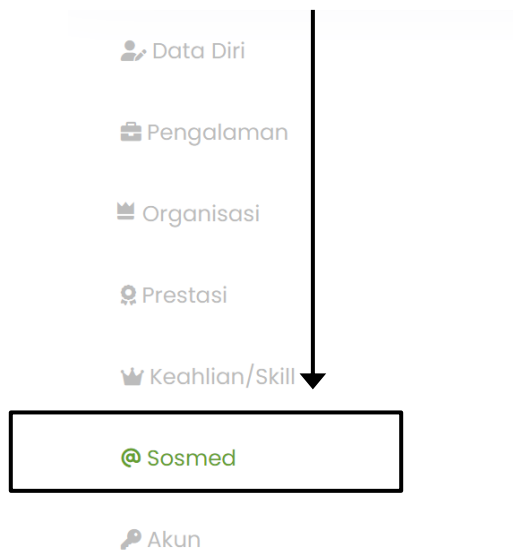 Data Diri
Pengalaman
Organisasi
Prestasi
Keahlian/Skill
@ Sosmed
Akun